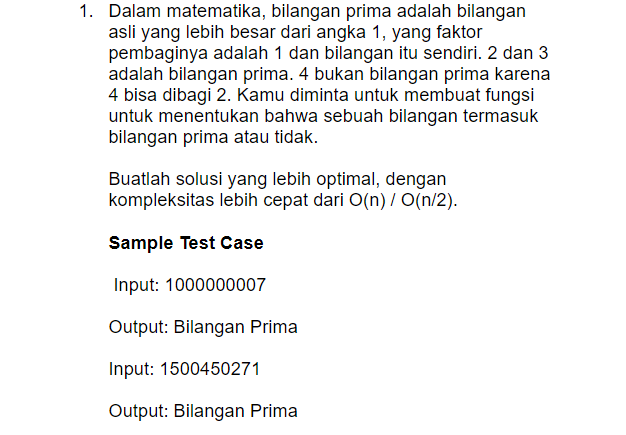 1. Dalam matematika, bilangan prima adalah bilangan
asli yang lebih besar dari angka 1, yang faktor
pembaginya adalah 1 dan bilangan itu sendiri. 2 dan 3
adalah bilangan prima. 4 bukan bilangan prima karena
4 bisa dibagi 2. Kamu diminta untuk membuat fungsi
untuk menentukan bahwa sebuah bilangan termasuk
bilangan prima atau tidak.
Buatlah solusi yang lebih optimal, dengan
kompleksitas lebih cepat dari O(n) / O(n/2).
Sample Test Case
Input: 1000000007
Output: Bilangan Prima
Input: 1500450271
Output: Bilangan Prima